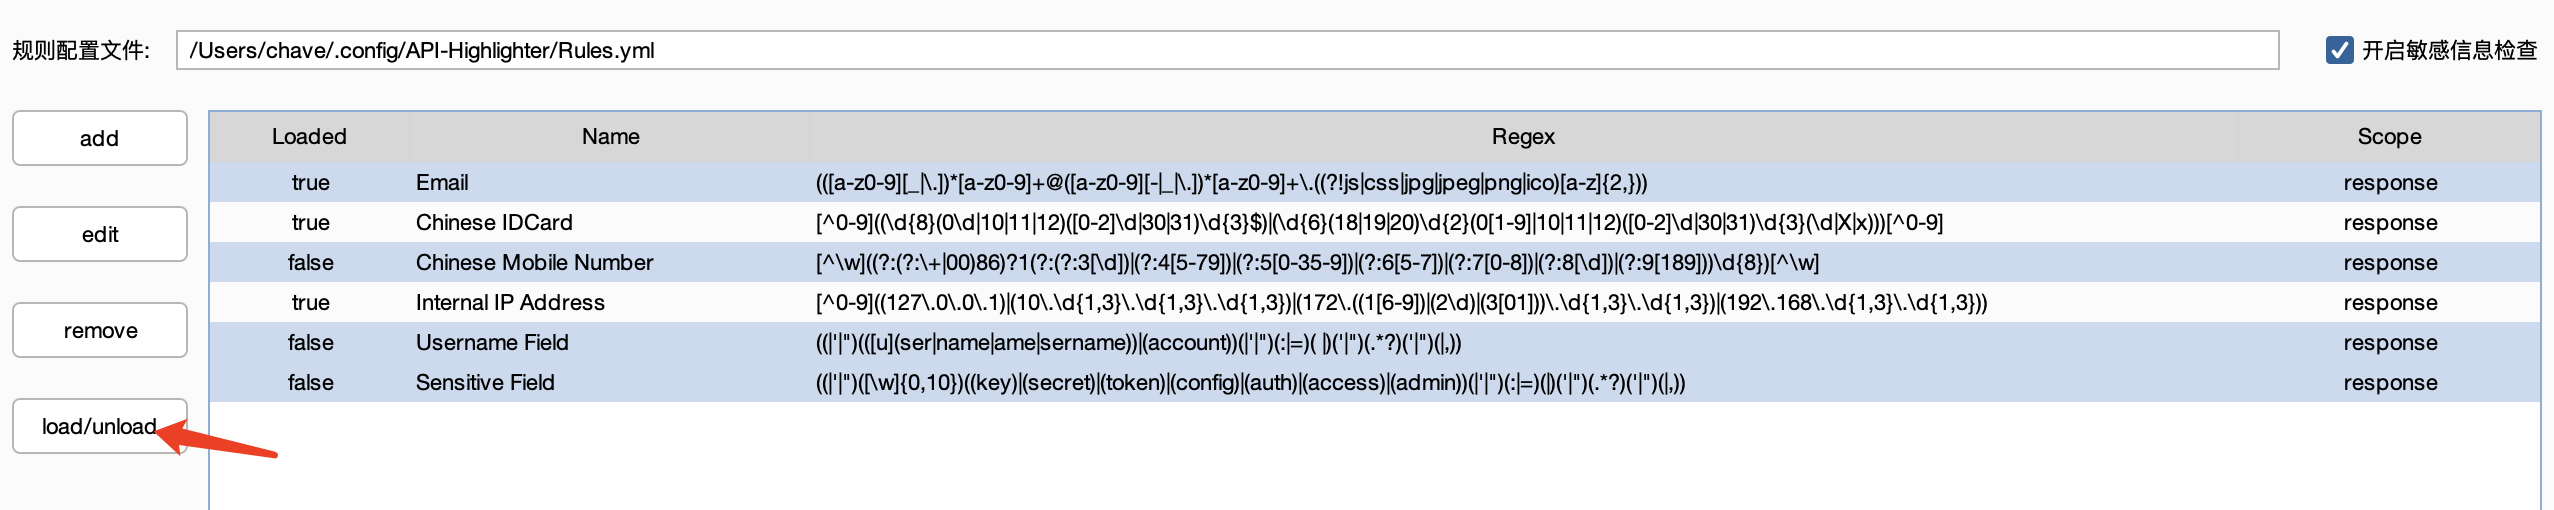 规则配置文件: /Users/chave/.config/API-Highlighter/Rules.yml 开启敏感信息检查
add
edit
remove
load/unload
Loaded Name Regex Scope
true Email (([a-z0-9][_|\.])*[a-z0-9]+@([a-z0-9][-|_|\.])*[a-z0-9]+\.((?!js|css|jpg|jpeg|png|ico)[a-z]{2,})) response
true Chinese IDCard [^0-9]((\d{8}(0\d|10|11|12)([0-2]\d|30|31)\d{3}$)|(\d{6}(18|19|20)\d{2}(0[1-9]|10|11|12)([0-2]\d|30|31)\d{3}(\d|X|x)))[^0-9] response
false Chinese Mobile Number [^\w]((?:(?:\+|00)86)?1(?:(?:3[\d])|(?:4[5-79])|(?:5[0-35-9])|(?:6[5-7])|(?:7[0-8])|(?:8[\d])|(?:9[189]))\d{8})[^\w] response
true Internal IP Address [^0-9]((127\.0\.0\.1)|(10\.\d{1,3}\.\d{1,3}\.\d{1,3})|(172\.((1[6-9])|(2\d)|(3[01]))\.\d{1,3}\.\d{1,3})|(192\.168\.\d{1,3}\.\d{1,3})) response
false Username Field ((|'|")(([u](ser|name|ame|sername))|(account))(|'|")(:|=)( |)('|")(.*?)('|")(|,)) response
false Sensitive Field ((|'|")([\w]{0,10})((key)|(secret)|(token)|(config)|(auth)|(access)|(admin))(|'|")(:|=)(|)('|")(.*?)('|")(|,)) response